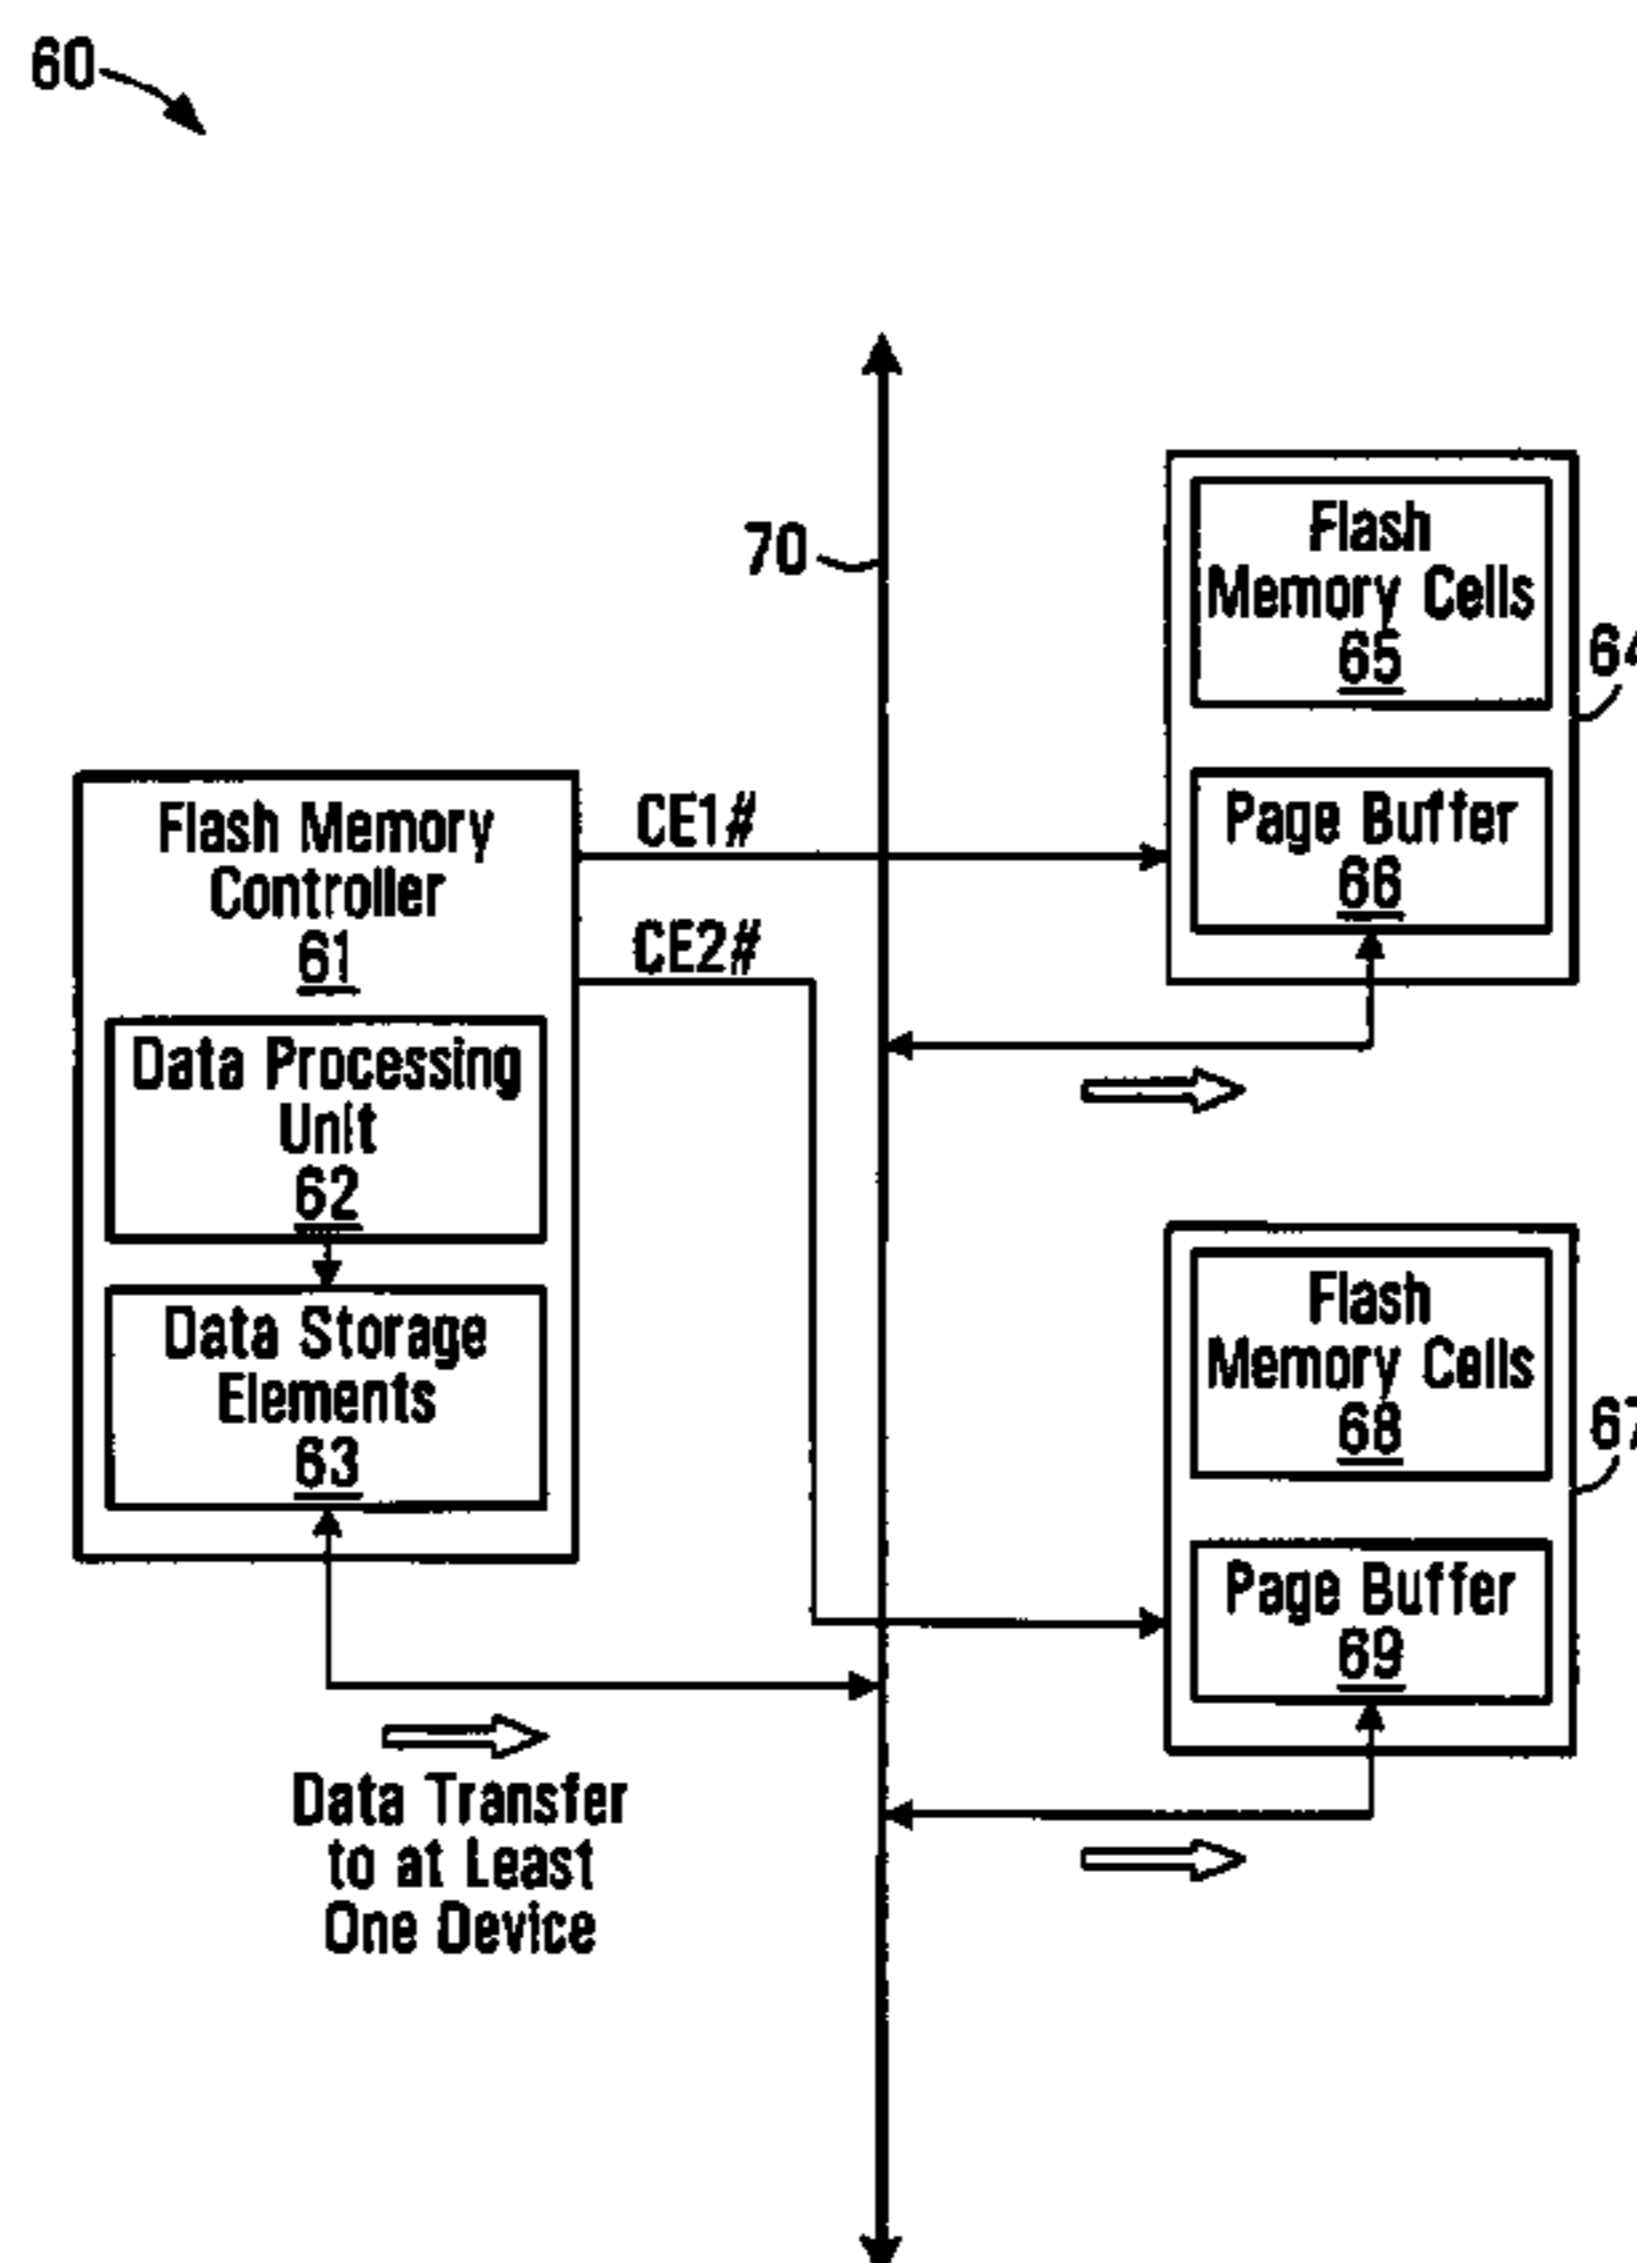 60
70
Flash
Memory Cells
65
64
Page Buffer
66
Flash Memory
Controller
61
CE1#
CE2#
Data Processing
Unit
62
Data Storage
Elements
63
Flash
Memory Cells
68
67
Page Buffer
69
Data Transfer
to at Least
One Device